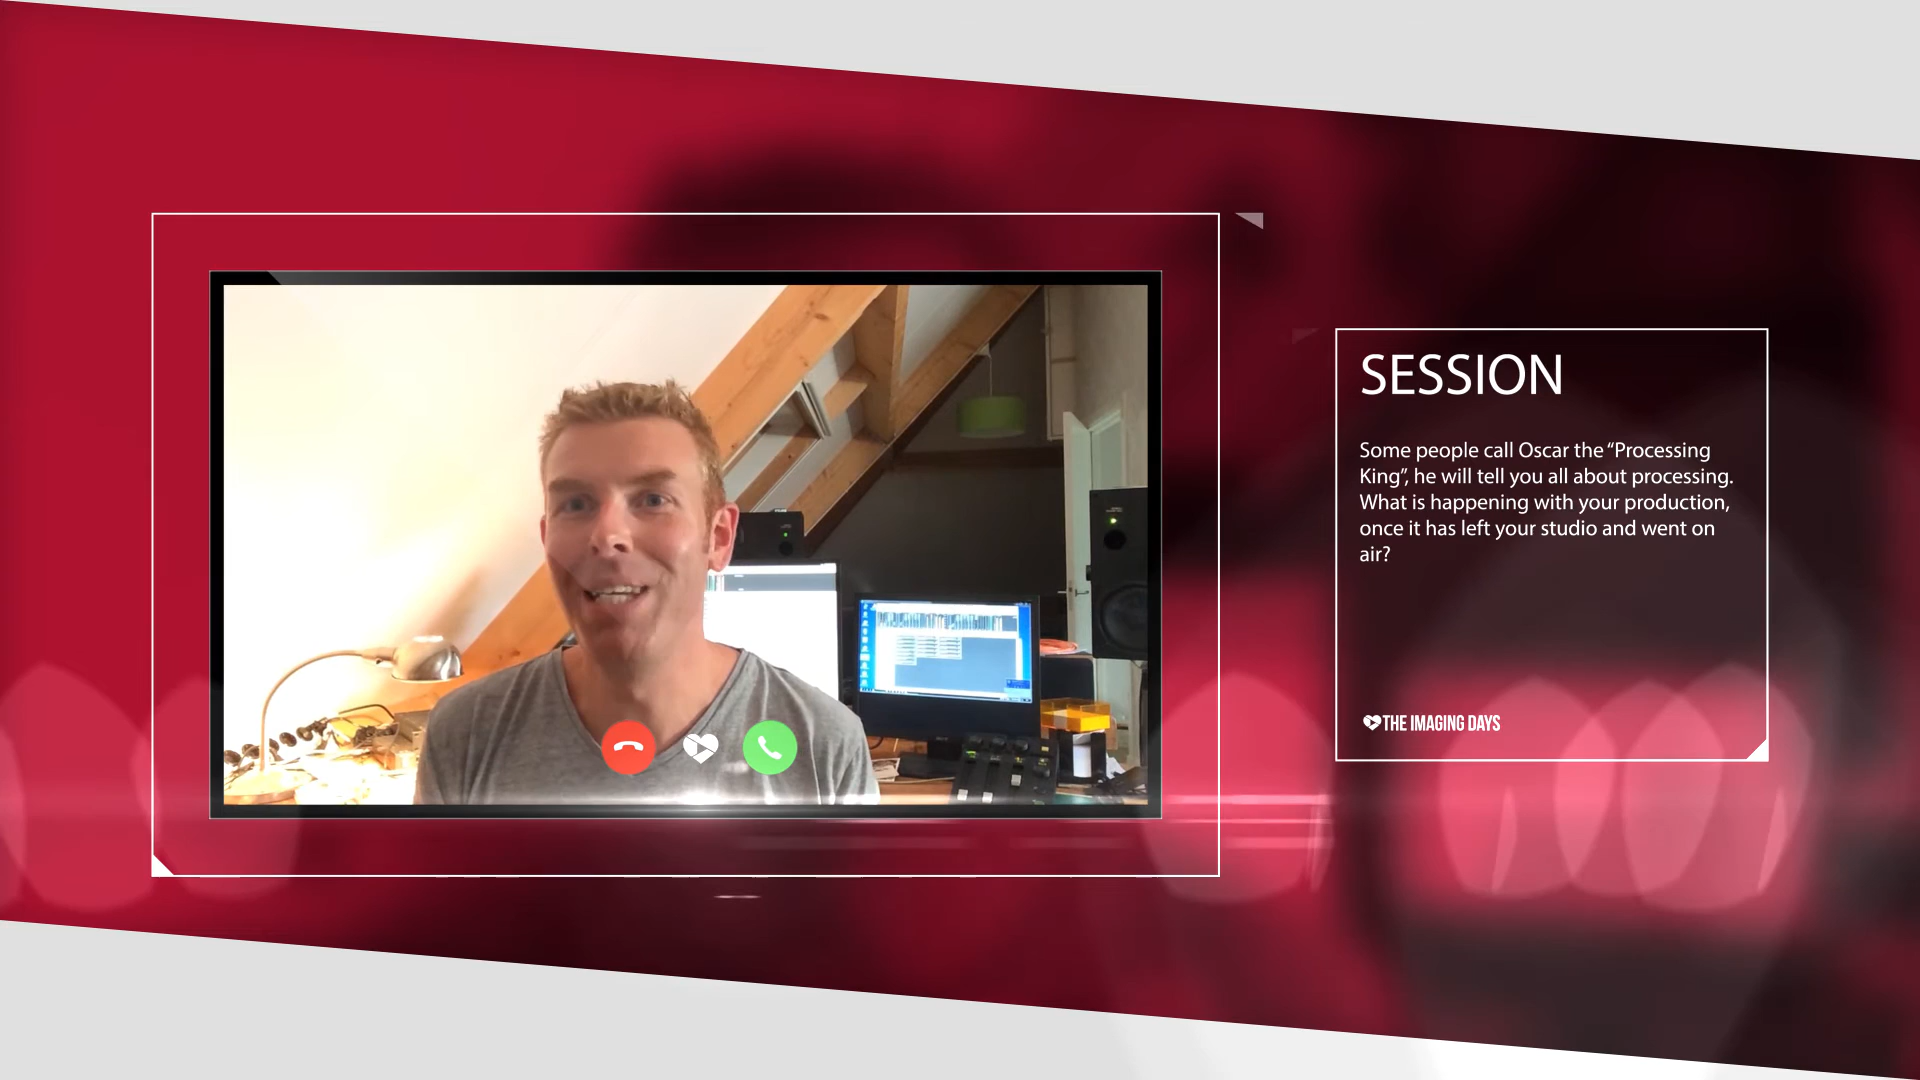 SESSION
Some people call Oscar the “Processing
King”, he will tell you all about processing.
What is happening with your production,
once it has left your studio and went on
air?
THE IMAGING DAYS